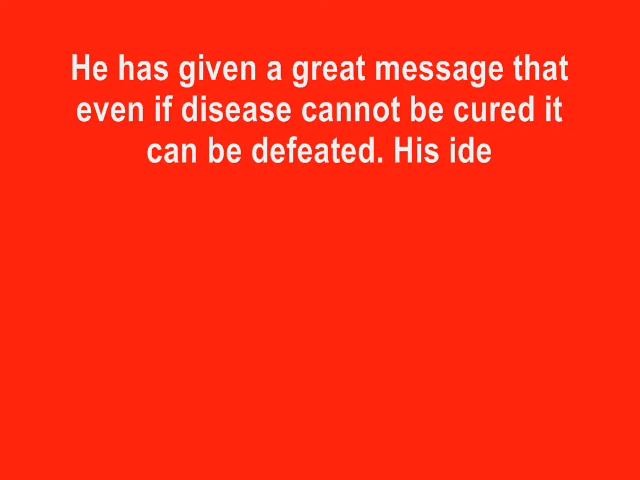 He has given a great message that
even if disease cannot be cured it
can be defeated. His ide